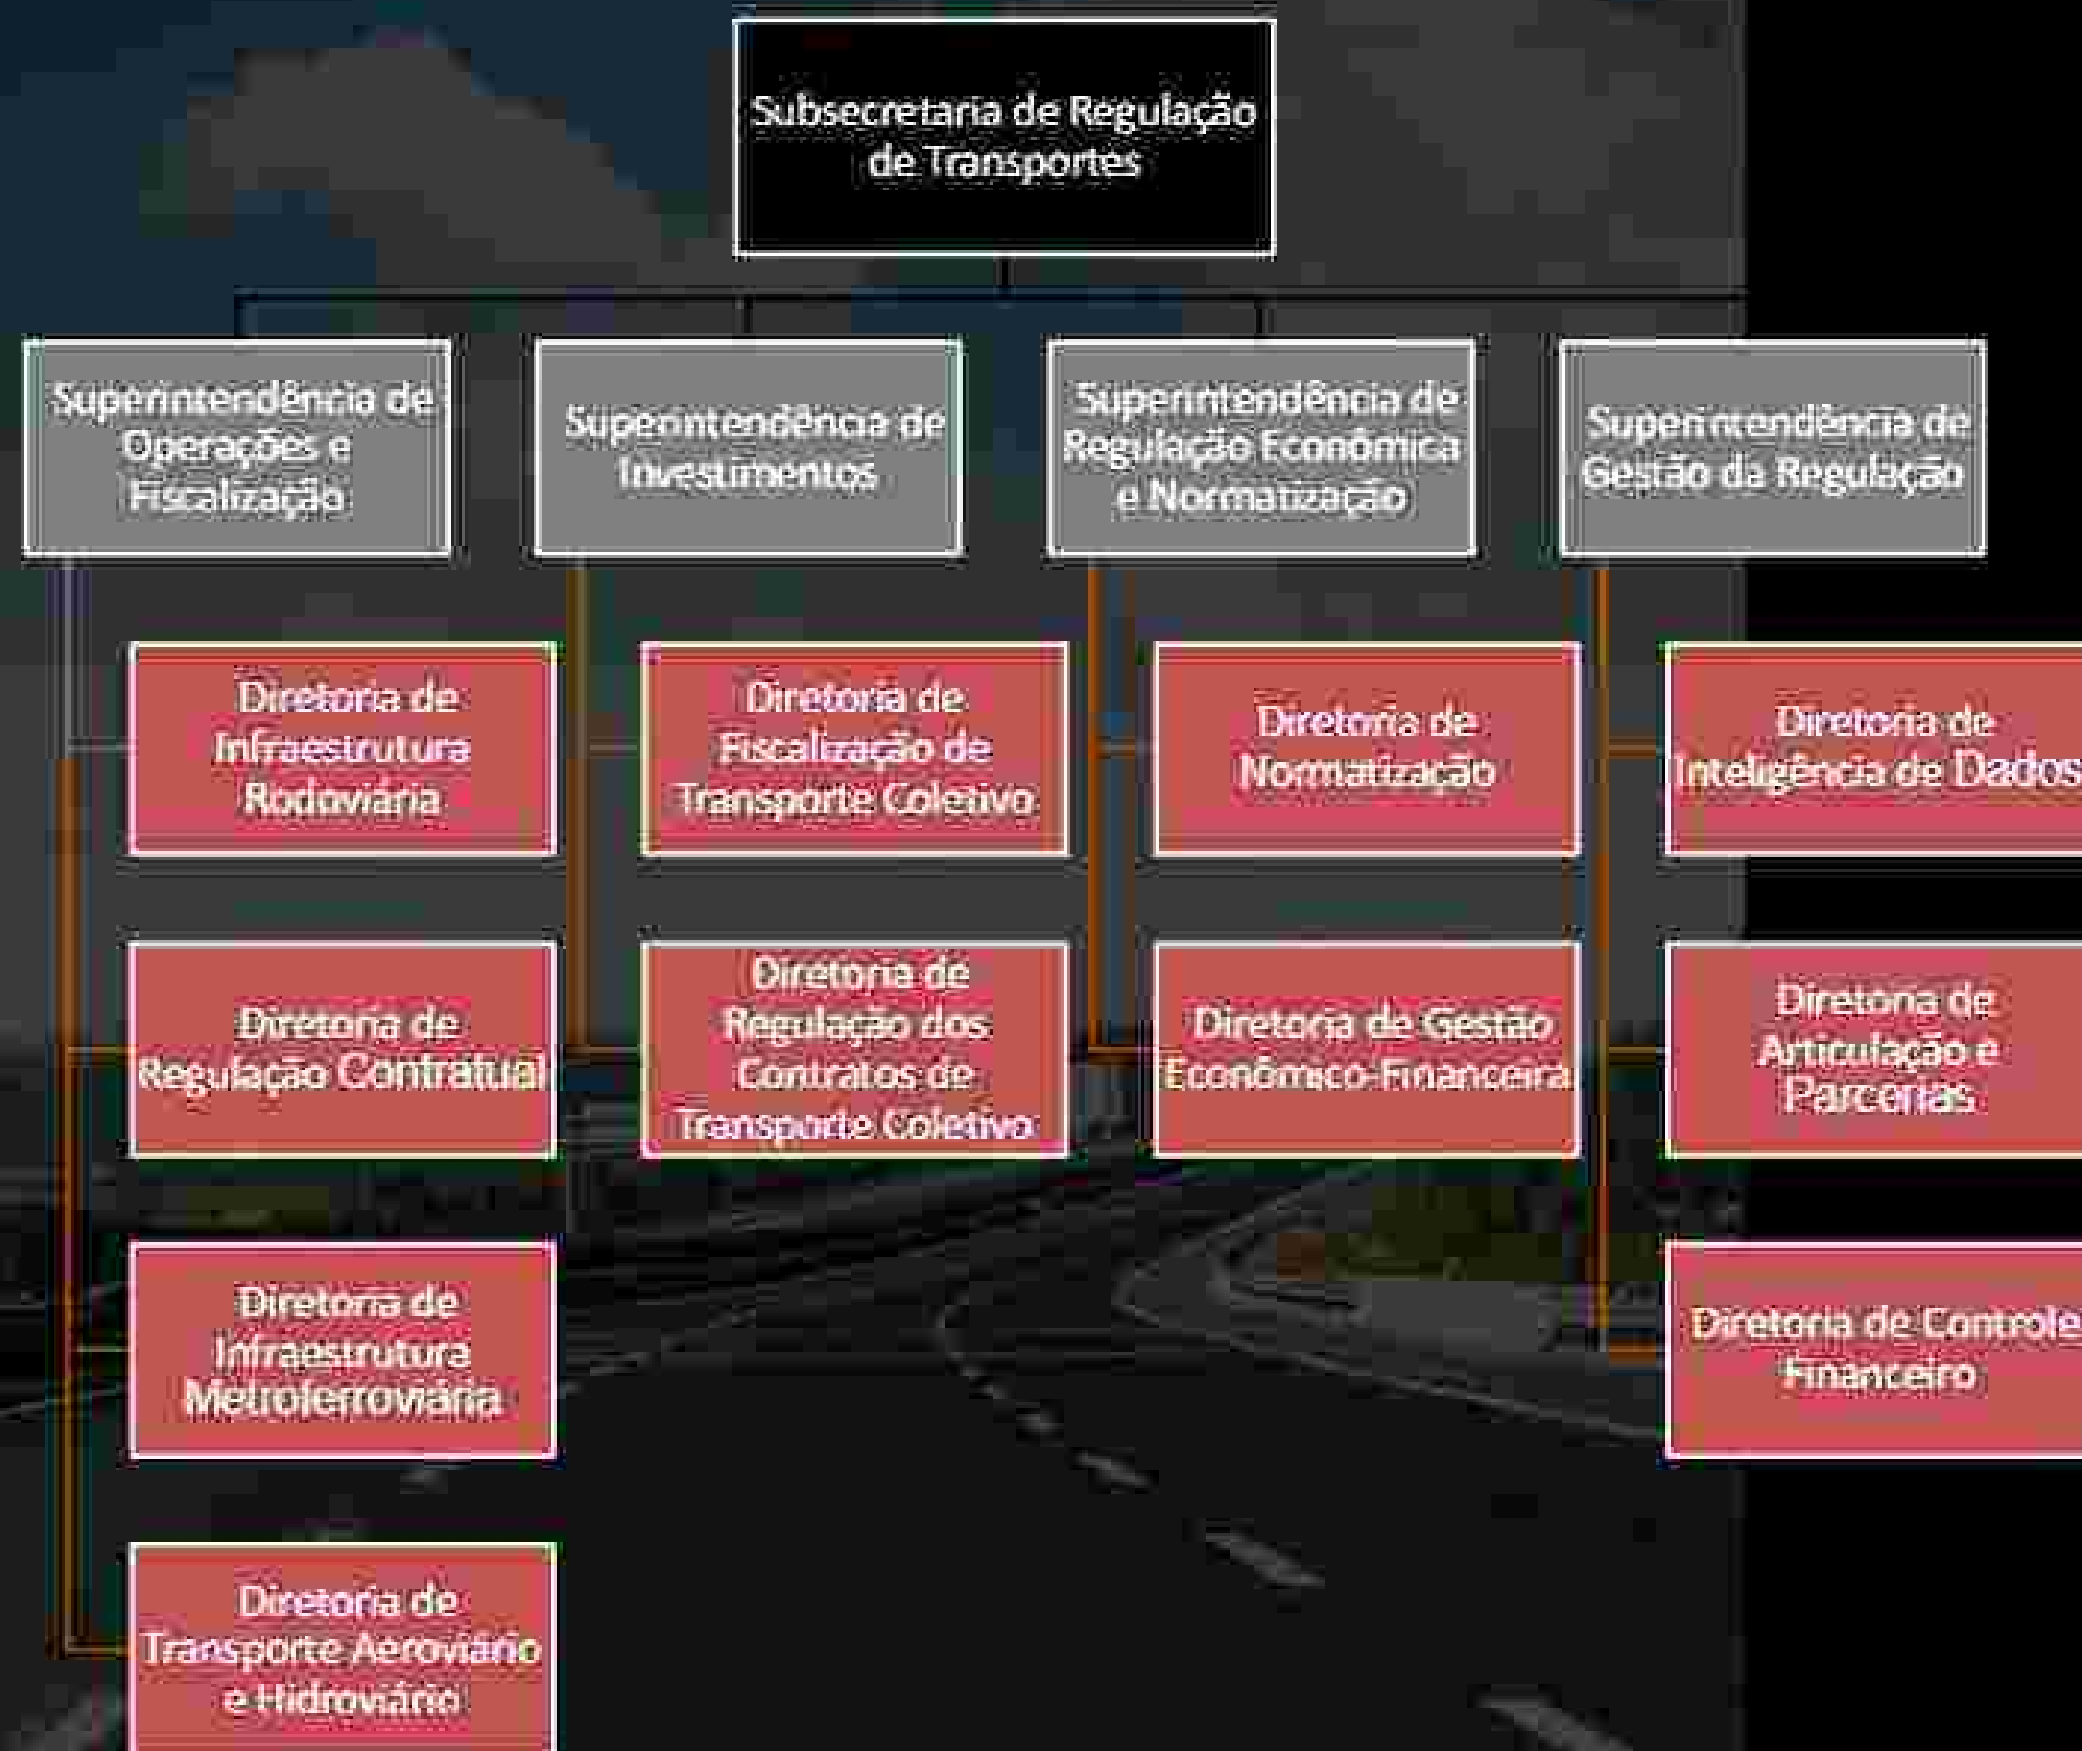 Subsecretaria de Regulação
de Transportes
Superintendência de
Operações e
Fiscalização
Superintendência de
Investimentos
Superintendência de
Regulação Econômica
e Normatização
Superintendência de
Gestão da Regulação
Diretoria de
Infraestrutura
Rodoviária
Diretoria de
Fiscalização de
Transporte Coletivo
Diretoria de
Normatização
Diretoria de
Inteligência de Dados
Diretoria de
Regulação Contratual
Diretoria de
Regulação dos
Contratos de
Transporte Coletivo
Diretoria de Gestão
Econômico-Financeira
Diretoria de
Articulação e
Parcerias
Diretoria de
Infraestrutura
Metroferroviária
Diretoria de Controle
Financeiro
Diretoria de
Transporte Aeroviário
e Hidroviário